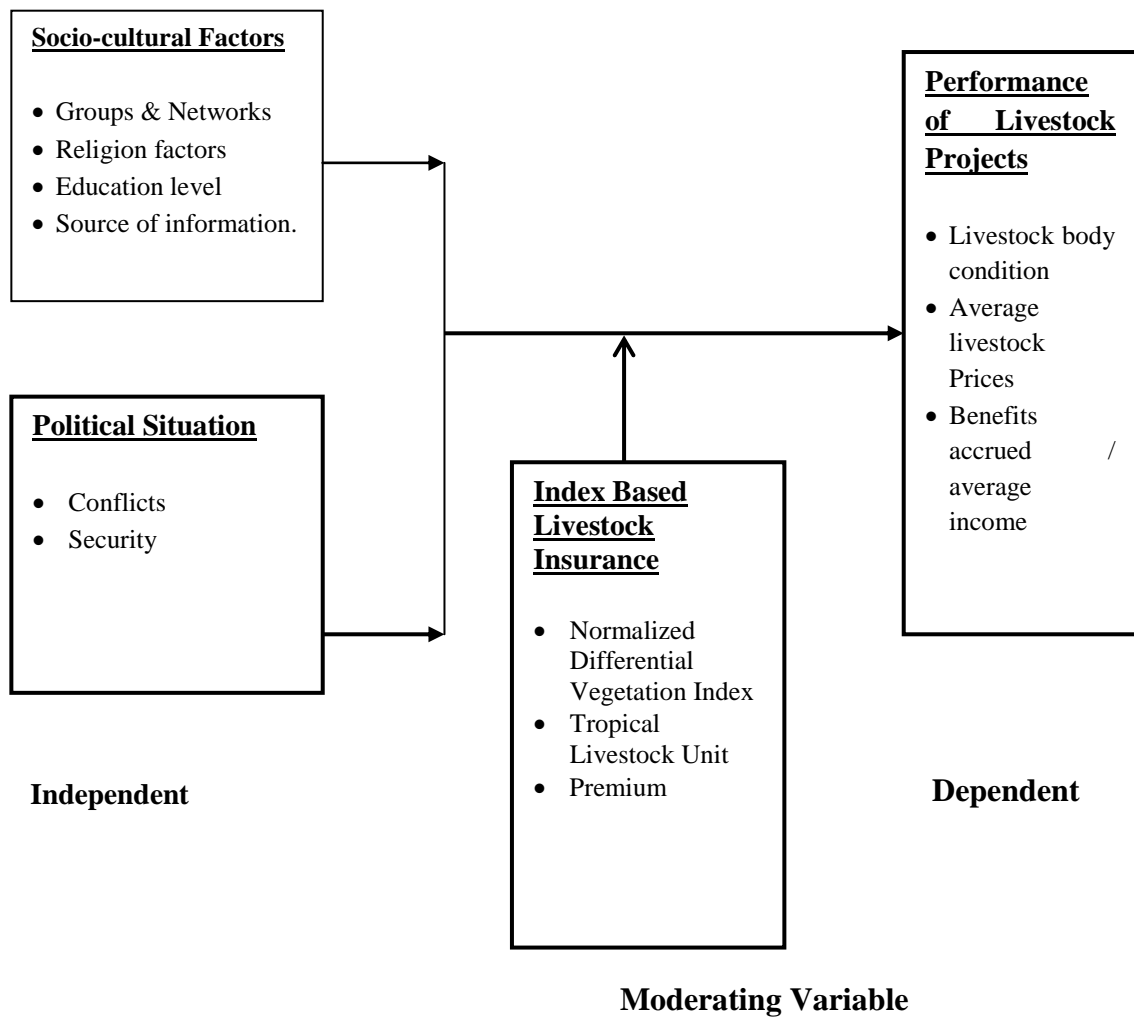 Socio-cultural Factors
• Groups & Networks
• Religion factors
• Education level
• Source of information.
Political Situation
• Conflicts
• Security
Independent
Index Based
Livestock
Insurance
• Normalized
Differential
Vegetation Index
• Tropical
Livestock Unit
• Premium
Moderating Variable
Performance
of Livestock
Projects
• Livestock body
condition
• Average
livestock
Prices
• Benefits
accrued /
average
income
Dependent